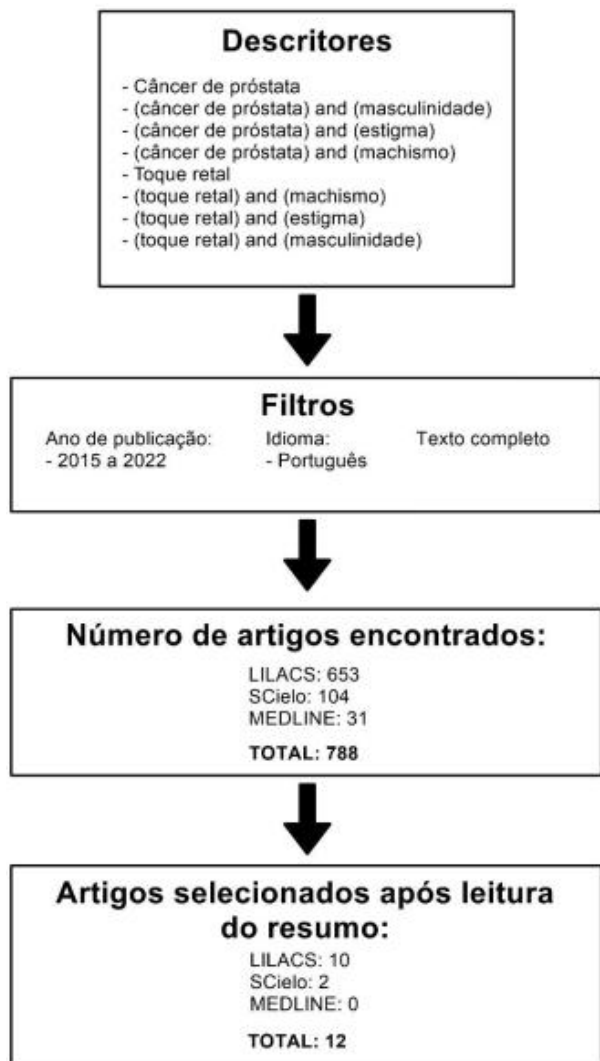 Descritores
- Câncer de próstata
- (câncer de próstata) and (masculinidade)
- (câncer de próstata) and (estigma)
- (câncer de próstata) and (machismo)
- Toque retal
- (toque retal) and (machismo)
- (toque retal) and (estigma)
- (toque retal) and (masculinidade)
Filtros
Ano de publicação:
- 2015 a 2022
Idioma:
- Português
Texto completo
Número de artigos encontrados:
LILACS: 653
SCielo: 104
MEDLINE: 31
TOTAL: 788
Artigos selecionados após leitura
do resumo:
LILACS: 10
SCielo: 2
MEDLINE: 0
TOTAL: 12